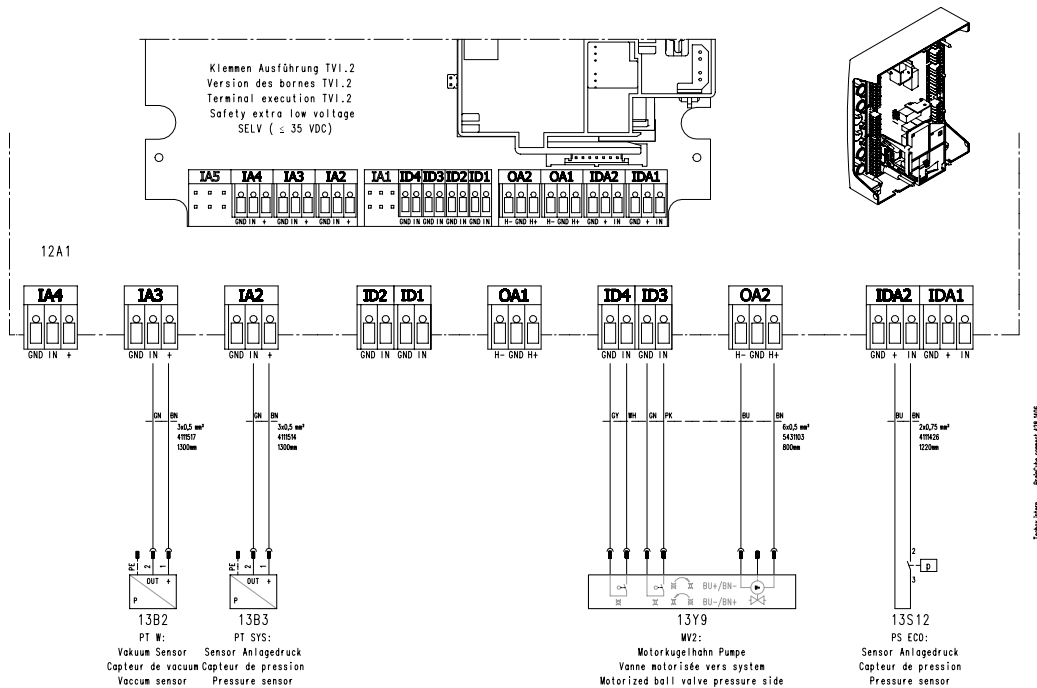 Klemmen Ausführung TVI.2
Version des bornes TVI.2
Terminal execution TVI.2
Safety extra low voltage
SELV ( ≤ 35 VDC)
IA5 IA4 IA3 IA2 IA1 ID4 ID3 ID2 ID1 OA2 OA1 IDA2 IDA1
GND IN + GND IN + GND IN + GND IN GND IN GND IN GND IN H- GND H+ H- GND H+ GND + IN GND + IN
12A1
IA4 IA3 IA2 ID2 ID1 OA1 ID4 ID3 OA2 IDA2 IDA1
GND IN + GND IN + GND IN + GND IN GND IN H- GND H+ GND IN GND IN H- GND H+ GND + IN GND + IN
GN BN GN BN GY WH GN PK BU BN BU BN
3x0,5 mm² 3x0,5 mm² 6x0,5 mm² 2x0,75 mm²
4111517 4111514 5431103 4111426
1300mm 1300mm 800mm 1220mm
PE 2 1 PE 2 1 2
OUT + OUT + BU+/BN- p
P P BU-/BN+ 3
13B2 13B3 13Y9 13S12
PT W: PT SYS: MV2: PS ECO:
Vakuum Sensor Sensor Anlagedruck Motorkugelhahn Pumpe Sensor Anlagedruck
Capteur de vacuum Capteur de pression Vanne motorisée vers system Capteur de pression
Vaccum sensor Pressure sensor Motorized ball valve pressure side Pressure sensor